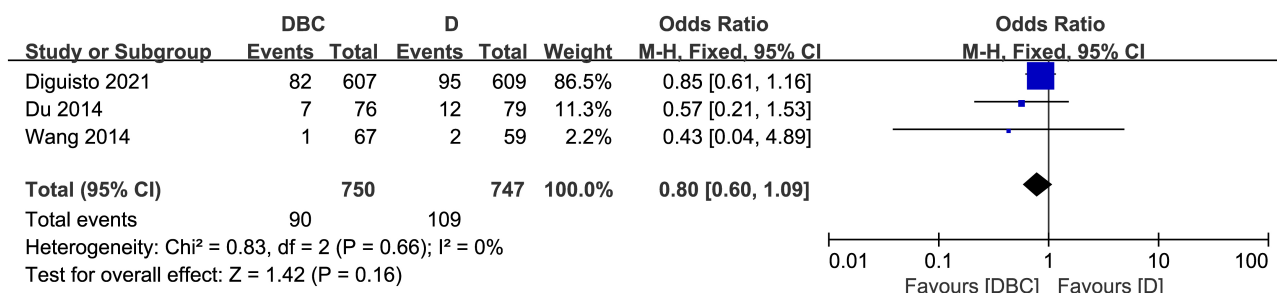 DBC D Odds Ratio Odds Ratio
Study or Subgroup Events Total Events Total Weight M-H, Fixed, 95% CI M-H, Fixed, 95% CI
Diguisto 2021 82 607 95 609 86.5% 0.85 [0.61, 1.16]
Du 2014 7 76 12 79 11.3% 0.57 [0.21, 1.53]
Wang 2014 1 67 2 59 2.2% 0.43 [0.04, 4.89]
Total (95% CI) 750 747 100.0% 0.80 [0.60, 1.09]
Total events 90 109
Heterogeneity: Chi² = 0.83, df = 2 (P = 0.66); I² = 0%
Test for overall effect: Z = 1.42 (P = 0.16)
0.01 0.1 1 10 100
Favours [DBC] Favours [D]